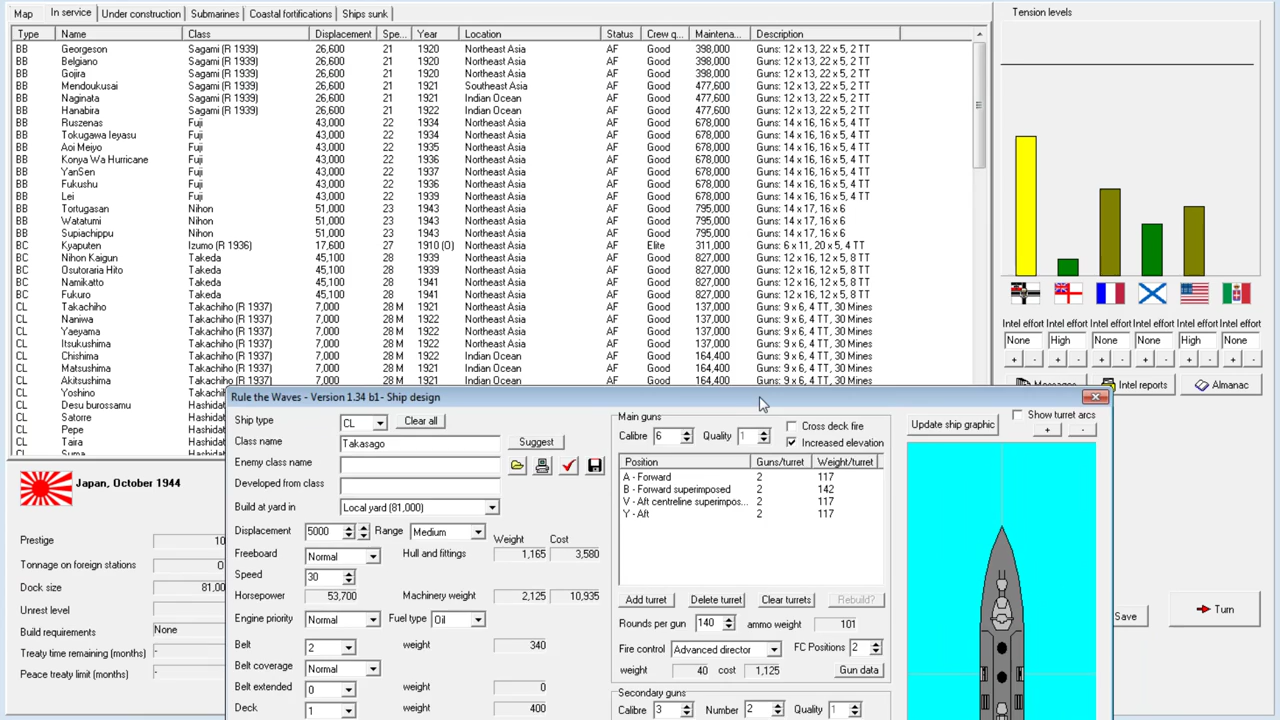 Map In service Under construction Submarines Coastal fortifications Ships sunk
Type Name Class Displacement Spe... Year Location Status Crew q... Maintena... Description
BB Georgeson Sagami (R 1939) 26,600 21 1920 Northeast Asia AF Good 398,000 Guns: 12 x 13, 22 x 5, 2 TT
BB Belgiano Sagami (R 1939) 26,600 21 1920 Northeast Asia AF Good 398,000 Guns: 12 x 13, 22 x 5, 2 TT
BB Gojira Sagami (R 1939) 26,600 21 1920 Northeast Asia AF Good 398,000 Guns: 12 x 13, 22 x 5, 2 TT
BB Mendoukusai Sagami (R 1939) 26,600 21 1921 Southeast Asia AF Good 477,600 Guns: 12 x 13, 22 x 5, 2 TT
BB Naginata Sagami (R 1939) 26,600 21 1921 Indian Ocean AF Good 477,600 Guns: 12 x 13, 22 x 5, 2 TT
BB Hanabira Sagami (R 1939) 26,600 21 1921 Indian Ocean AF Good 477,600 Guns: 12 x 13, 22 x 5, 2 TT
BB Ruszenas Fuji 43,000 22 1934 Northeast Asia AF Good 678,000 Guns: 14 x 16, 16 x 5, 4 TT
BB Tokugawa Ieyasu Fuji 43,000 22 1934 Northeast Asia AF Good 678,000 Guns: 14 x 16, 16 x 5, 4 TT
BB Aoi Meiyo Fuji 43,000 22 1935 Northeast Asia AF Good 678,000 Guns: 14 x 16, 16 x 5, 4 TT
BB Konya Wa Hurricane Fuji 43,000 22 1936 Northeast Asia AF Good 678,000 Guns: 14 x 16, 16 x 5, 4 TT
BB YanSen Fuji 43,000 22 1936 Northeast Asia AF Good 678,000 Guns: 14 x 16, 16 x 5, 4 TT
BB Fukushu Fuji 43,000 22 1936 Northeast Asia AF Good 678,000 Guns: 14 x 16, 16 x 5, 4 TT
BB Lei Fuji 43,000 22 1936 Northeast Asia AF Good 678,000 Guns: 14 x 16, 16 x 5, 4 TT
BB Tortugasan Nihon 51,000 23 1943 Northeast Asia AF Good 795,000 Guns: 14 x 17, 16 x 6
BB Watatumi Nihon 51,000 23 1943 Northeast Asia AF Good 795,000 Guns: 14 x 17, 16 x 6
BB Supiachippu Nihon 51,000 23 1943 Northeast Asia AF Good 795,000 Guns: 14 x 17, 16 x 6
BC Kyaputen Izumo (R 1936) 17,600 27 1910 (O) Northeast Asia AF Elite 311,000 Guns: 6 x 11, 20 x 5, 4 TT
BC Nihon Kaigun Takeda 45,100 28 1939 Northeast Asia AF Good 827,000 Guns: 12 x 16, 12 x 5, 8 TT
BC Osutoraria Hito Takeda 45,100 28 1939 Northeast Asia AF Good 827,000 Guns: 12 x 16, 12 x 5, 8 TT
BC Namikatto Takeda 45,100 28 1941 Northeast Asia AF Good 827,000 Guns: 12 x 16, 12 x 5, 8 TT
BC Fukuro Takeda 45,100 28 1941 Northeast Asia AF Good 827,000 Guns: 12 x 16, 12 x 5, 8 TT
CL Takachiho Takachiho (R 1937) 7,000 28 M 1922 Northeast Asia AF Good 137,000 Guns: 9 x 6, 4 TT, 30 Mines
CL Naniwa Takachiho (R 1937) 7,000 28 M 1922 Northeast Asia AF Good 137,000 Guns: 9 x 6, 4 TT, 30 Mines
CL Yaeyama Takachiho (R 1937) 7,000 28 M 1922 Northeast Asia AF Good 137,000 Guns: 9 x 6, 4 TT, 30 Mines
CL Itsukushima Takachiho (R 1937) 7,000 28 M 1921 Northeast Asia AF Good 137,000 Guns: 9 x 6, 4 TT, 30 Mines
CL Chishima Takachiho (R 1937) 7,000 28 M 1922 Indian Ocean AF Good 164,400 Guns: 9 x 6, 4 TT, 30 Mines
CL Matsushima Takachiho (R 1937) 7,000 28 M 1921 Indian Ocean AF Good 164,400 Guns: 9 x 6, 4 TT, 30 Mines
CL Akitsushima Takachiho (R 1937) 7,000 28 M 1921 Indian Ocean AF Good 164,400 Guns: 9 x 6, 4 TT, 30 Mines
CL Yoshino Takachiho
CL Desu burossamu Hashidat
CL Satorre Hashidat
CL Pepe Hashidat
CL Taira Hashidat
CL Suma Hashidat
Tension levels
Intel effort Intel effort Intel effort Intel effort Intel effort Intel effort
None High None None High None
+ - + - + - + - + - + -
Messages Intel reports Almanac
Japan, October 1944
Prestige 10
Tonnage on foreign stations 0
Dock size 81,00
Unrest level
Build requirements None
Treaty time remaining (months) -
Peace treaty limit (months) -
Save Turn
Rule the Waves - Version 1.34 b1- Ship design
Ship type CL Clear all
Class name Takasago Suggest
Enemy class name
Developed from class
Build at yard in Local yard (81,000)
Displacement 5000 Range Medium Weight Cost
Freeboard Normal Hull and fittings 1,165 3,580
Speed 30
Horsepower 53,700 Machinery weight 2,125 10,935
Engine priority Normal Fuel type Oil
Belt 2 weight 340
Belt coverage Normal
Belt extended 0 weight 0
Deck 1 weight 400
Main guns
Calibre 6 Quality 1 Cross deck fire
Increased elevation
Position Guns/turret Weight/turret
A - Forward 2 117
B - Forward superimposed 2 142
V - Aft centreline superimpos... 2 117
Y - Aft 2 117
Add turret Delete turret Clear turrets Rebuild?
Rounds per gun 140 ammo weight 101
Fire control Advanced director FC Positions 2
weight 40 cost 1,125 Gun data
Secondary guns
Calibre 3 Number 2 Quality 1
Update ship graphic Show turret arcs
+ -